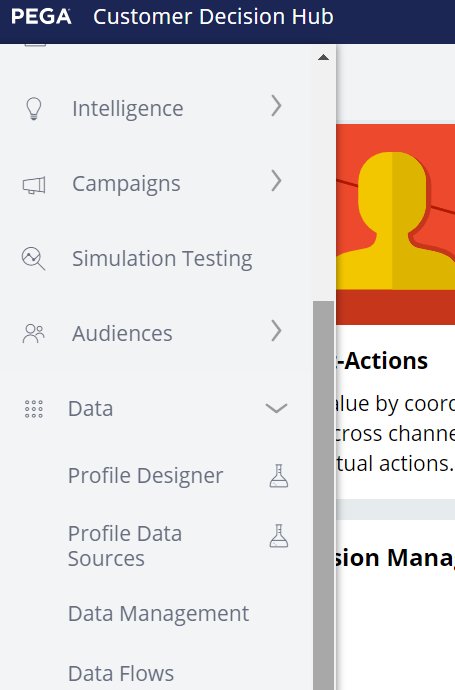 PEGA Customer Decision Hub
Intelligence
Campaigns
Simulation Testing
Audiences
Data
Profile Designer
Profile Data
Sources
Data Management
Data Flows
-Actions
alue by coord
cross channe
tual actions.
sion Mana